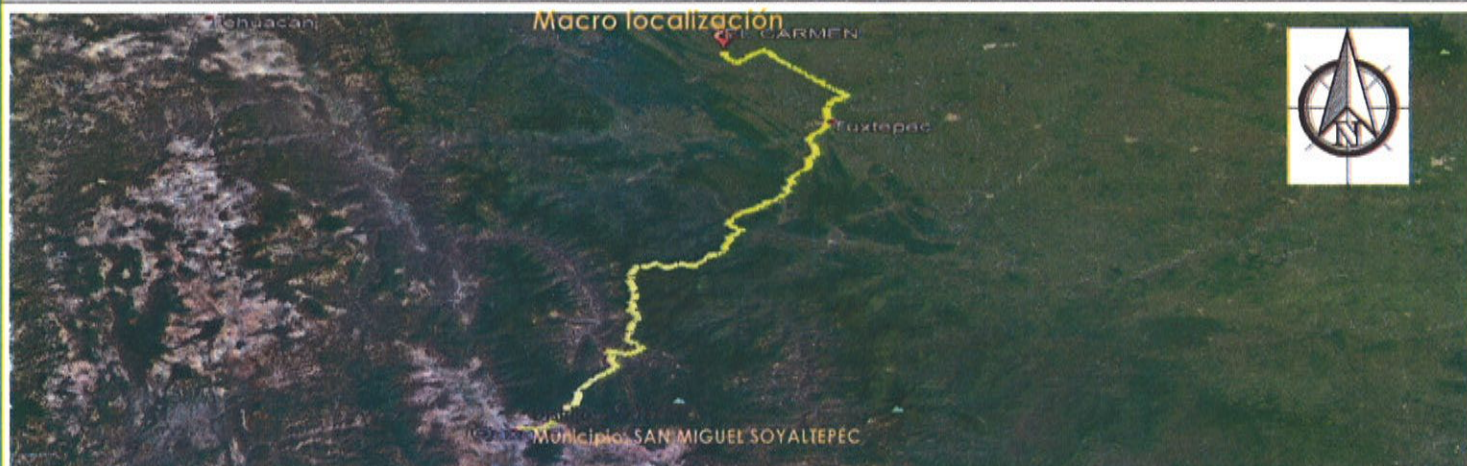 Macro localización
Tehuacan
EL CARMEN
Tuxtepec
N
Municipio: SAN MIGUEL SOYALTEPEC